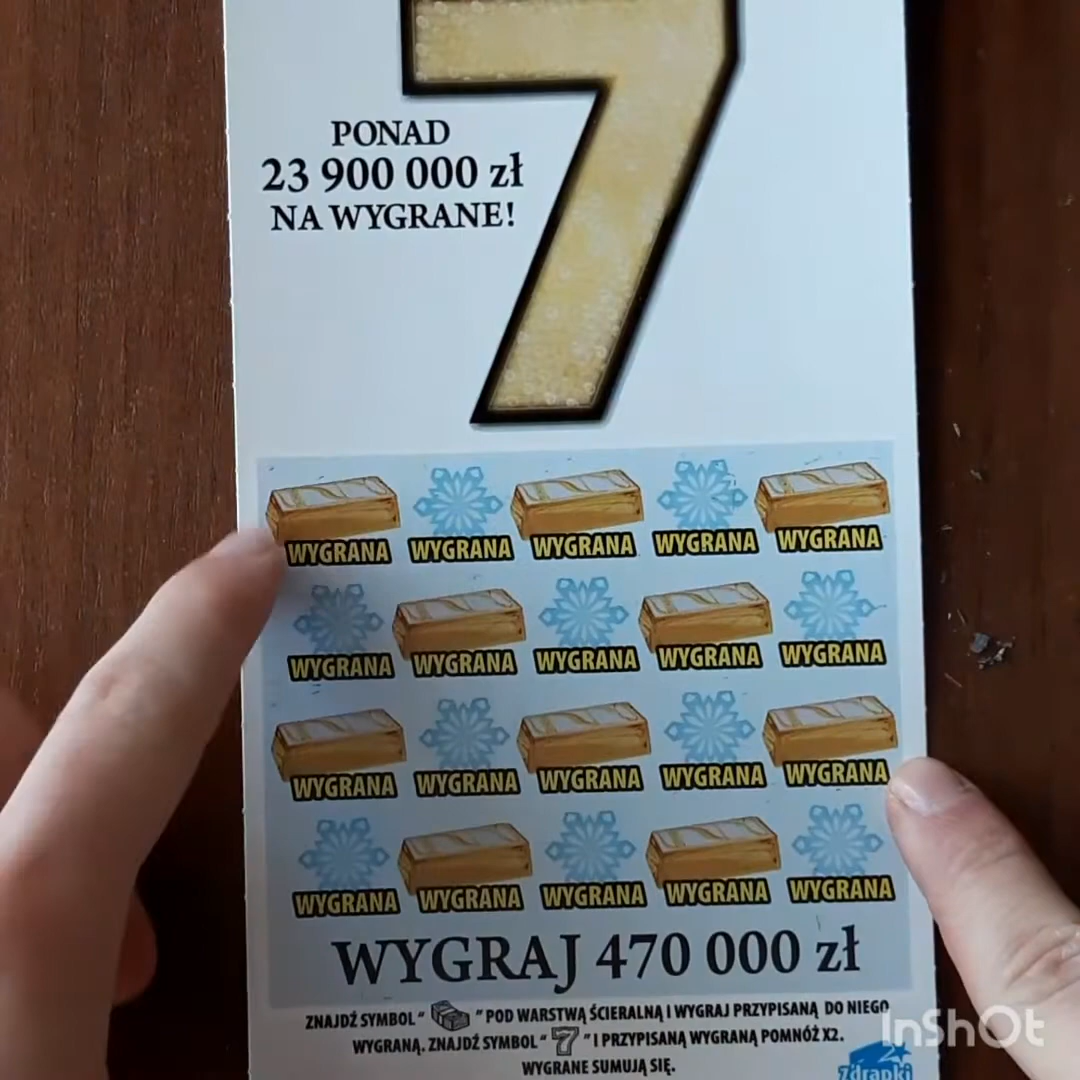 7
PONAD
23 900 000 zł
NA WYGRANE!
WYGRANA WYGRANA WYGRANA WYGRANA WYGRANA
WYGRANA WYGRANA WYGRANA WYGRANA WYGRANA
WYGRANA WYGRANA WYGRANA WYGRANA WYGRANA
WYGRANA WYGRANA WYGRANA WYGRANA WYGRANA
WYGRAJ 470 000 zł
ZNAJDŹ SYMBOL “ ” POD WARSTWĄ ŚCIERALNĄ I WYGRAJ PRZYPISANĄ DO NIEGO
WYGRANĄ. ZNAJDŹ SYMBOL “ 7 ” I PRZYPISANĄ WYGRANĄ POMNÓŻ X2.
WYGRANE SUMUJĄ SIĘ.
InShOt
Zdrapki